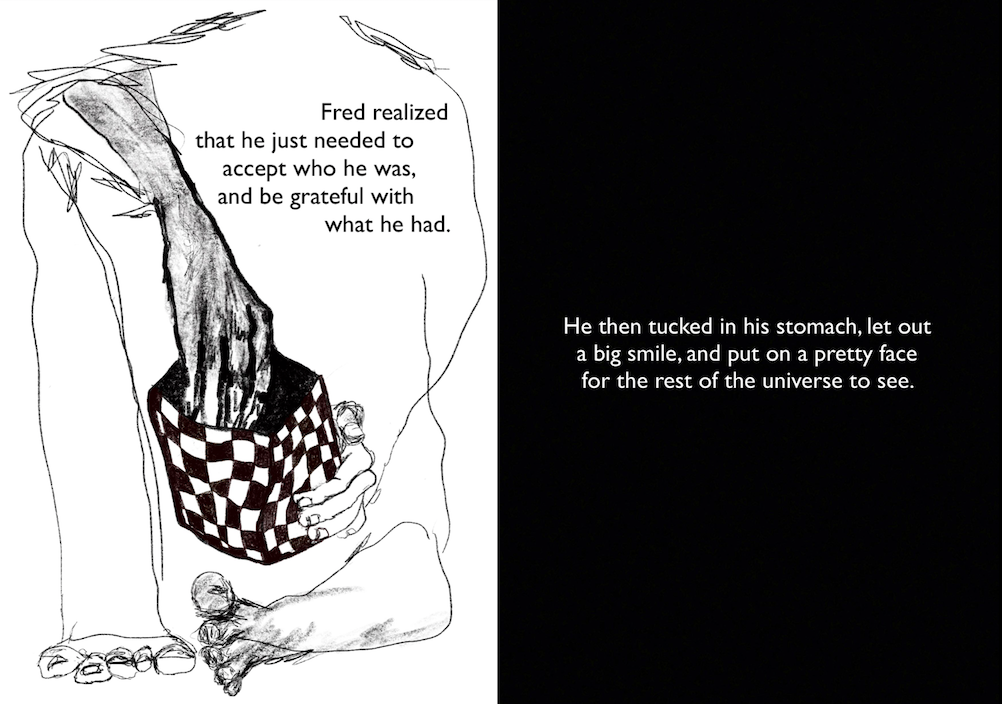 Fred realized
that he just needed to
accept who he was,
and be grateful with
what he had.
He then tucked in his stomach, let out
a big smile, and put on a pretty face
for the rest of the universe to see.